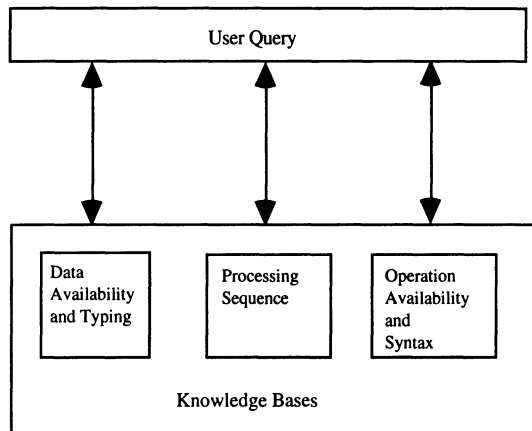 User Query
Data
Availability
and Typing
Processing
Sequence
Operation
Availability
and
Syntax
Knowledge Bases